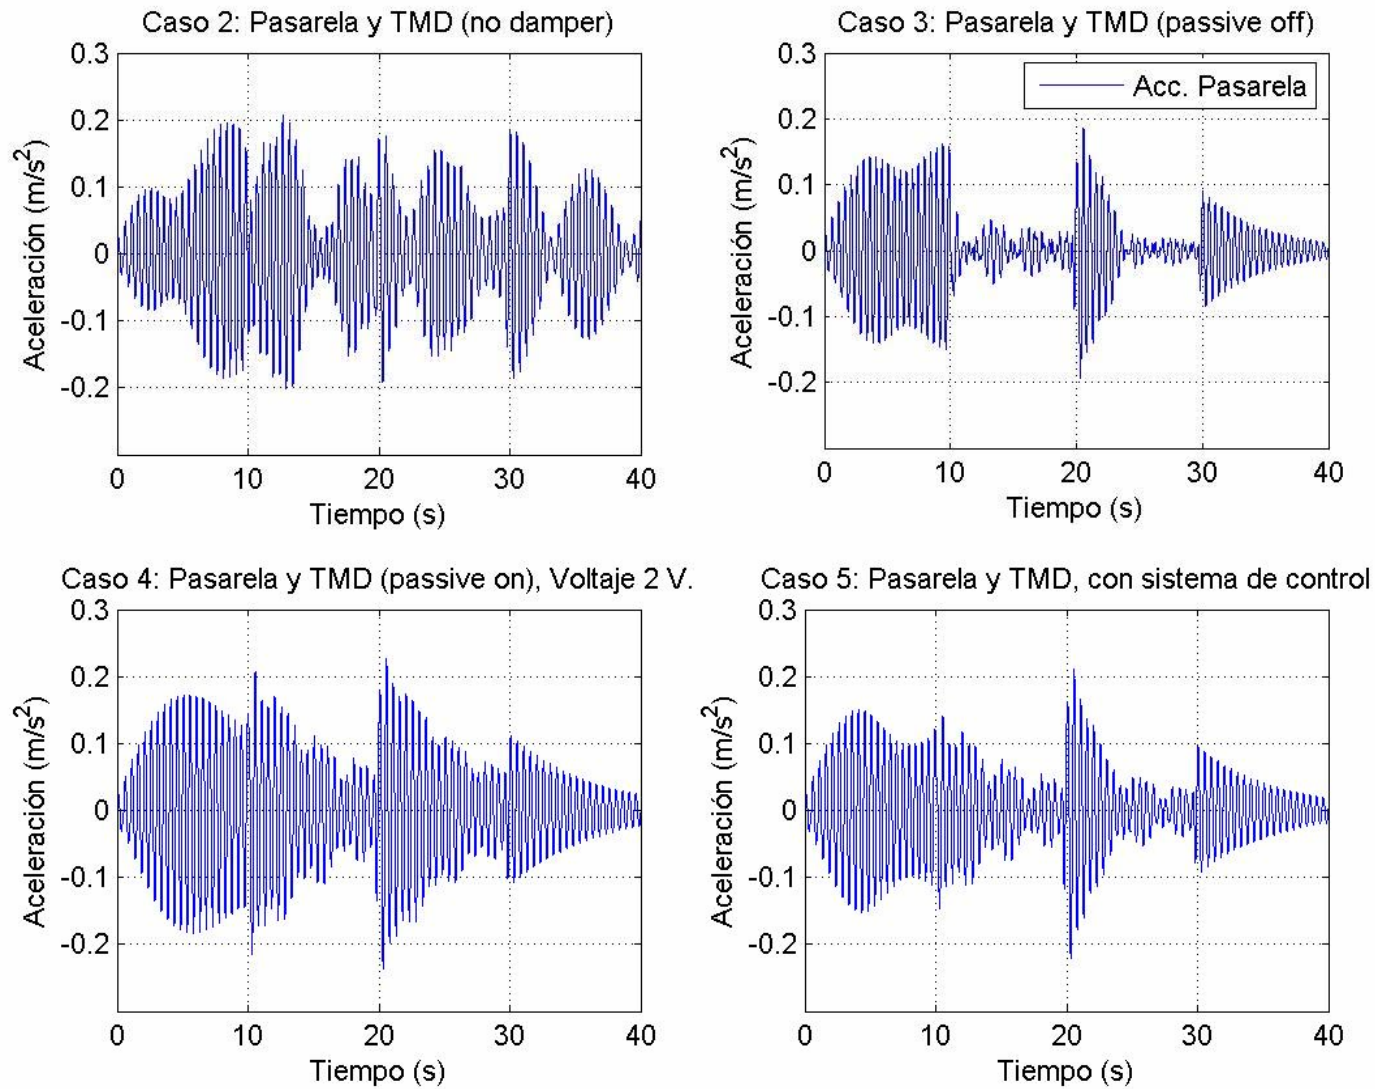 Caso 2: Pasarela y TMD (no damper)
0.3
0.2
0.1
0
-0.1
-0.2
Aceleración (m/s²)
0 10 20 30 40
Tiempo (s)
Caso 3: Pasarela y TMD (passive off)
Acc. Pasarela
0.3
0.2
0.1
0
-0.1
-0.2
Aceleración (m/s²)
0 10 20 30 40
Tiempo (s)
Caso 4: Pasarela y TMD (passive on), Voltaje 2 V.
0.3
0.2
0.1
0
-0.1
-0.2
Aceleración (m/s²)
0 10 20 30 40
Tiempo (s)
Caso 5: Pasarela y TMD, con sistema de control
0.3
0.2
0.1
0
-0.1
-0.2
Aceleración (m/s²)
0 10 20 30 40
Tiempo (s)